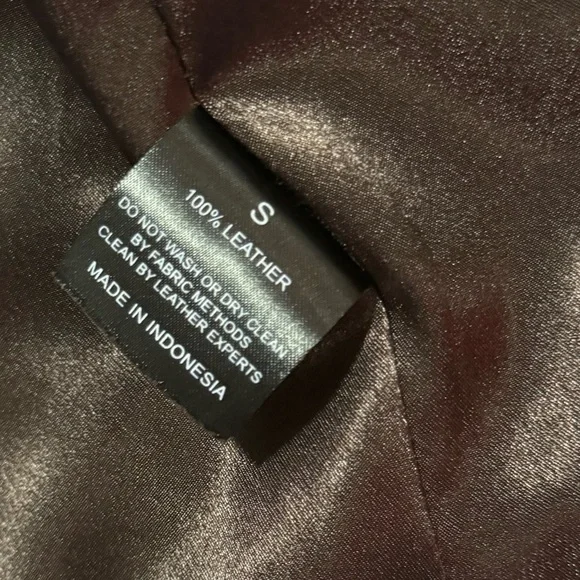 S
100% LEATHER
DO NOT WASH OR DRY CLEAN
BY FABRIC METHODS
CLEAN BY LEATHER EXPERTS
MADE IN INDONESIA